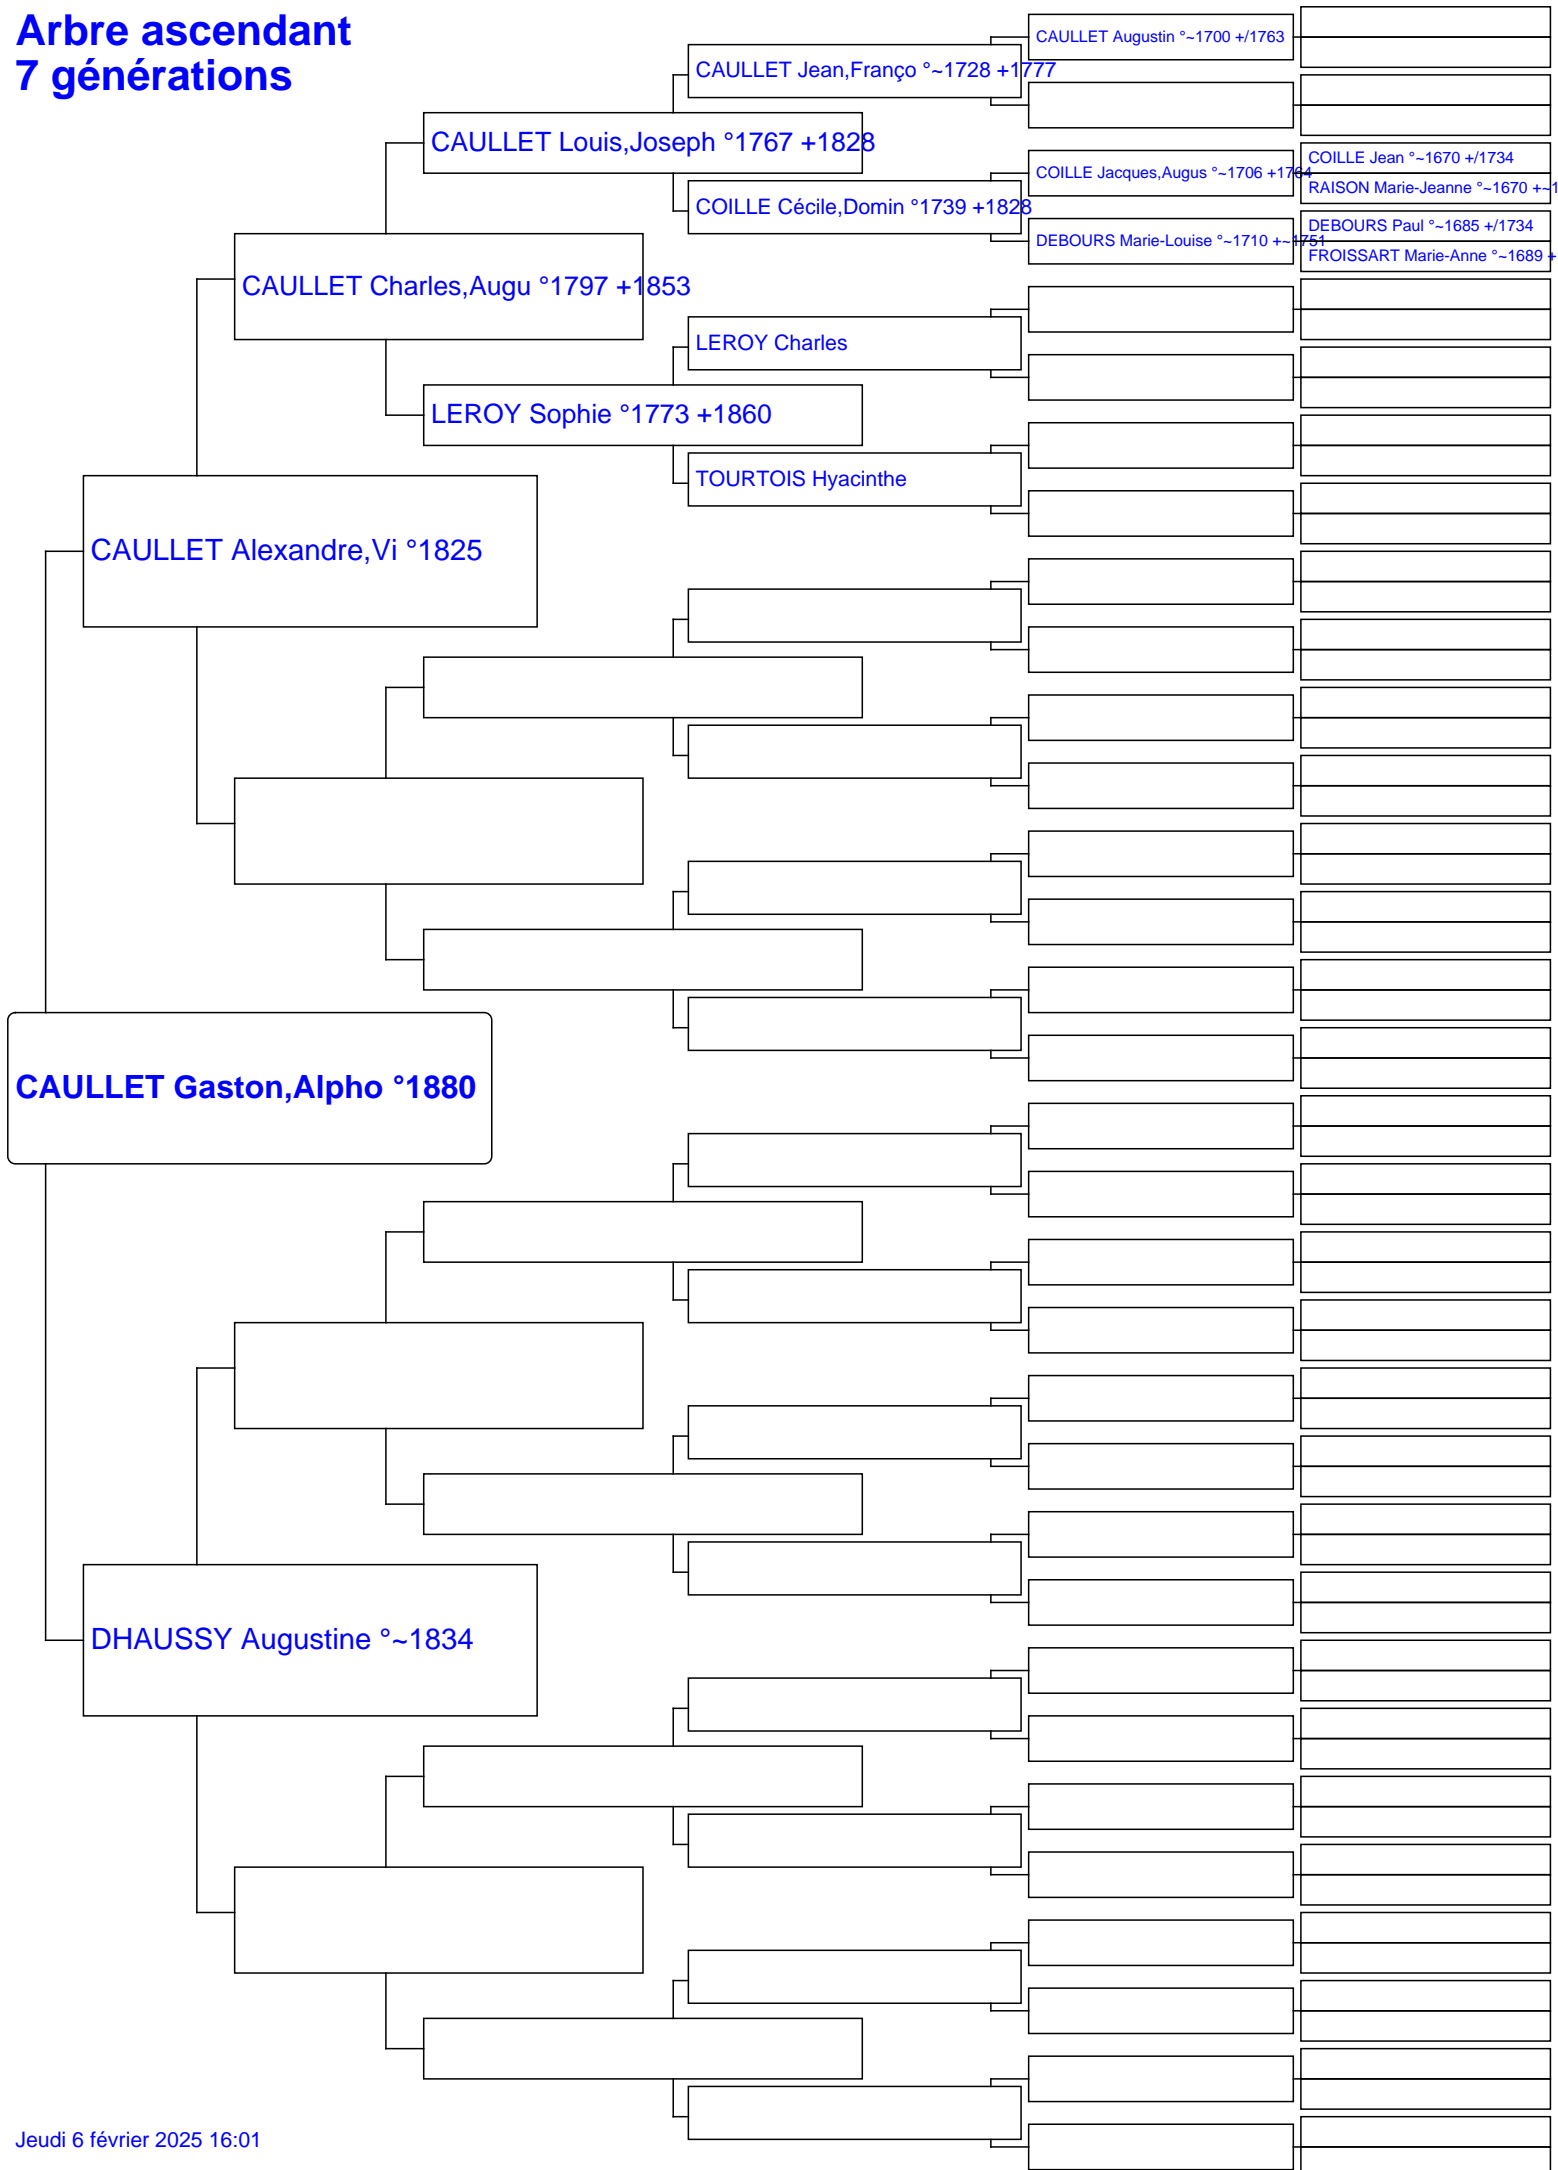 Arbre ascendant
7 générations
CAULLET Augustin °~1700 +/1763
CAULLET Jean,Franço °~1728 +1777
CAULLET Louis,Joseph °1767 +1828
COILLE Jean °~1670 +/1734
COILLE Jacques,Augus °~1706 +1764
RAISON Marie-Jeanne °~1670 +~1
COILLE Cécile,Domin °1739 +1828
DEBOURS Paul °~1685 +/1734
DEBOURS Marie-Louise °~1710 +~1751
FROISSART Marie-Anne °~1689 +
CAULLET Charles,Augu °1797 +1853
LEROY Charles
LEROY Sophie °1773 +1860
TOURTOIS Hyacinthe
CAULLET Alexandre,Vi °1825
CAULLET Gaston,Alpho °1880
DHAUSSY Augustine °~1834
Jeudi 6 février 2025 16:01